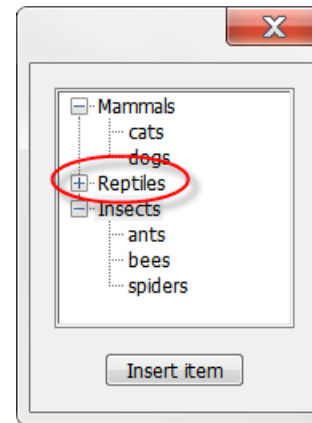 Mammals
cats
dogs
Reptiles
Insects
ants
bees
spiders
Insert item